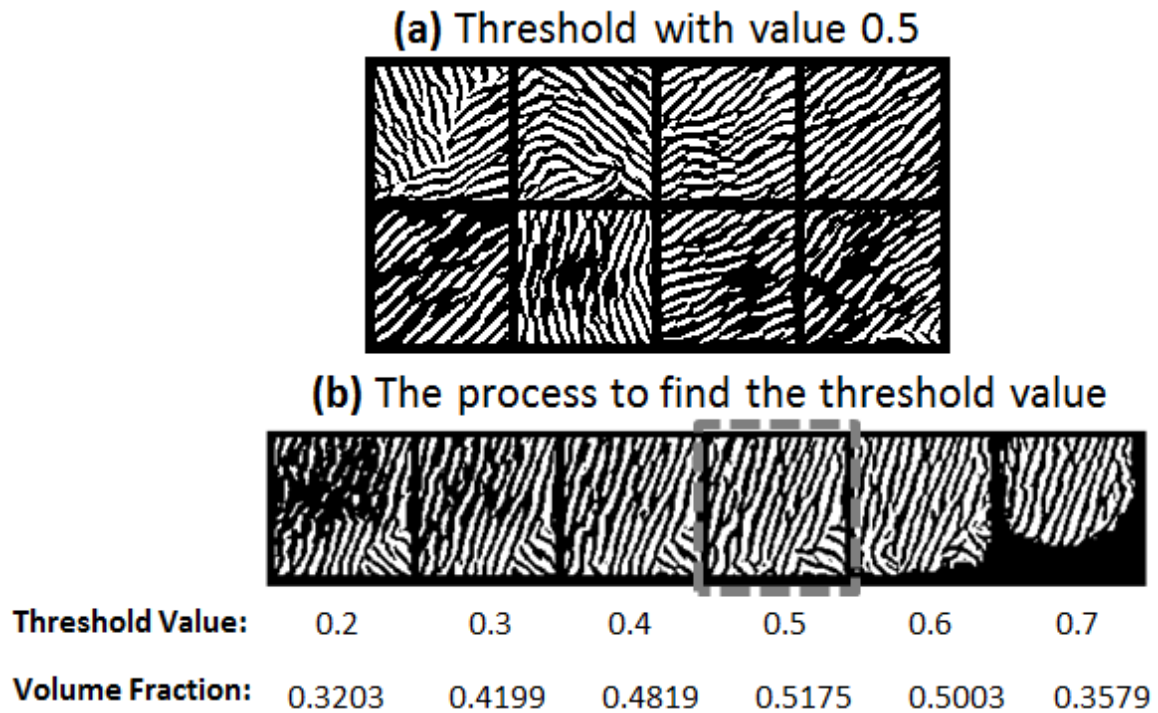 (a) Threshold with value 0.5
(b) The process to find the threshold value
Threshold Value: 0.2 0.3 0.4 0.5 0.6 0.7
Volume Fraction: 0.3203 0.4199 0.4819 0.5175 0.5003 0.3579